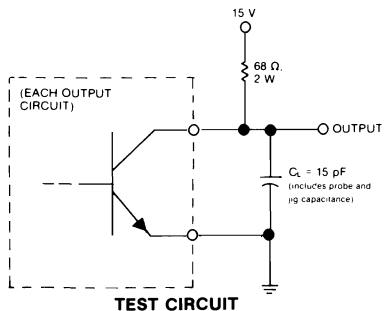 15 V
68 Ω,
2 W
(EACH OUTPUT
CIRCUIT)
OUTPUT
CL = 15 pF
(includes probe and
jig capacitance)
TEST CIRCUIT